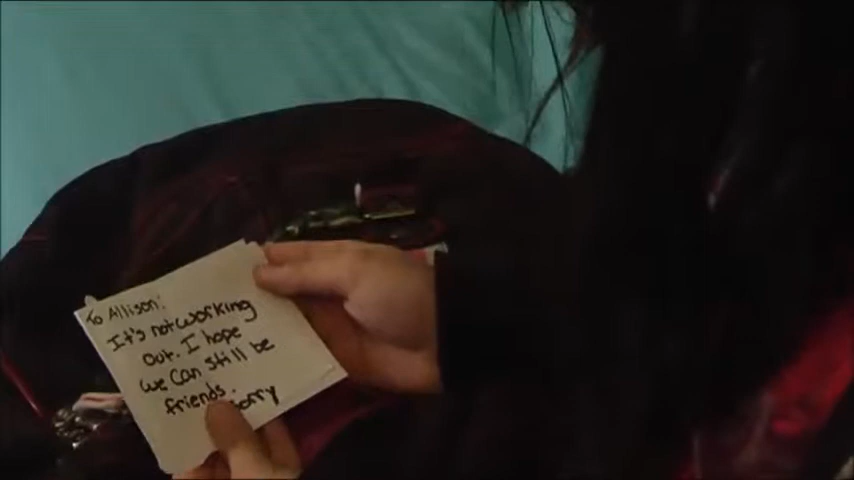 To Allison:
It's not working
out. I hope
we can still be
friends.
Sorry